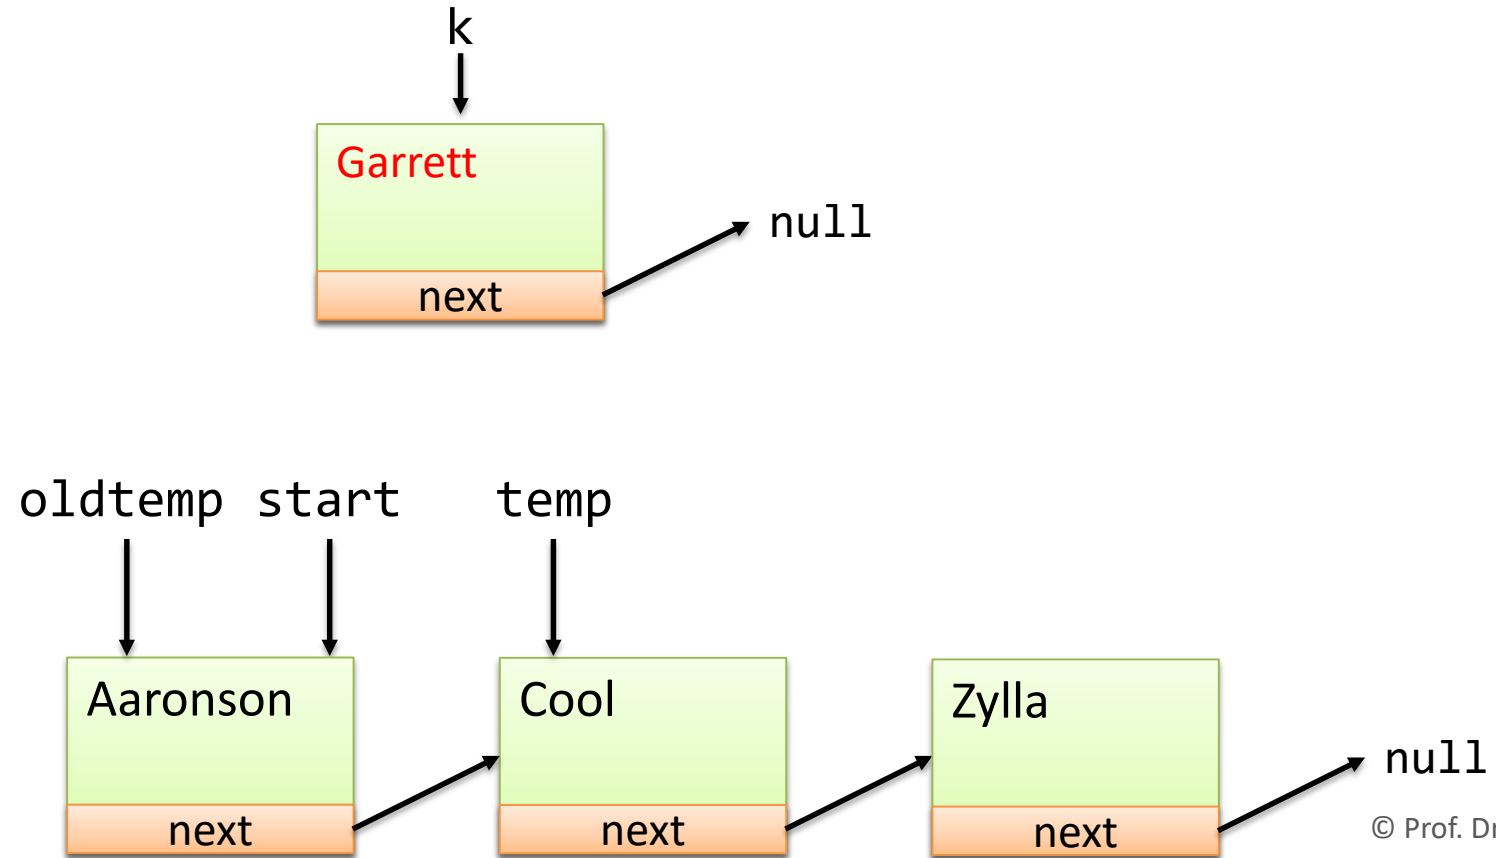 k
Garrett
null
next
oldtemp start temp
Aaronson Cool Zylla
null
next next next
© Prof.